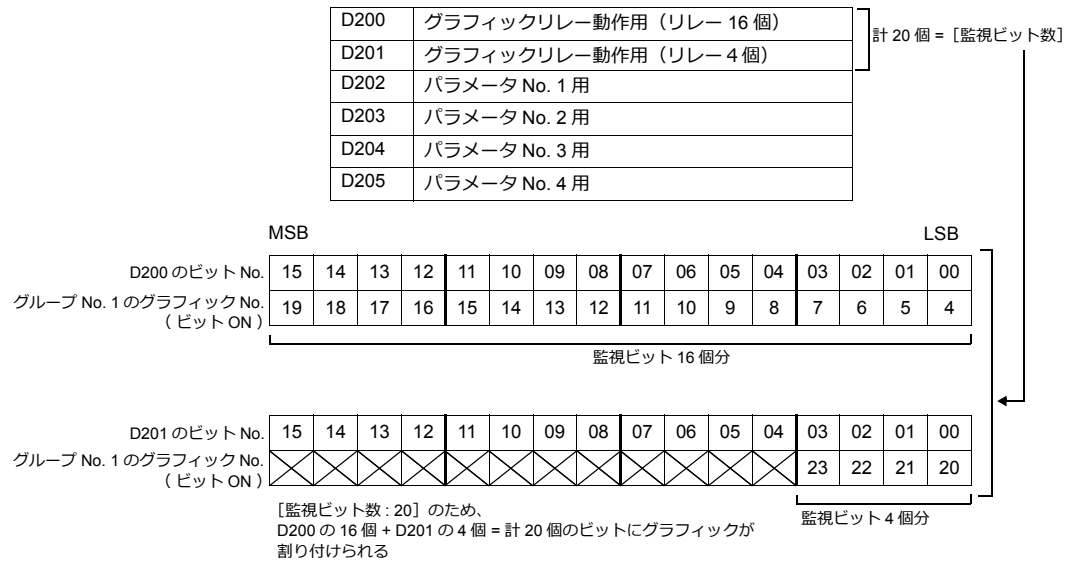 D200 グラフィックリレー動作用（リレー 16 個）
D201 グラフィックリレー動作用（リレー 4 個）
計 20 個 =［監視ビット数］
D202 パラメータ No. 1 用
D203 パラメータ No. 2 用
D204 パラメータ No. 3 用
D205 パラメータ No. 4 用
MSB LSB
D200 のビット No. 15 14 13 12 11 10 09 08 07 06 05 04 03 02 01 00
グループ No. 1 のグラフィック No.
（ビット ON） 19 18 17 16 15 14 13 12 11 10 9 8 7 6 5 4
監視ビット 16 個分
D201 のビット No. 15 14 13 12 11 10 09 08 07 06 05 04 03 02 01 00
グループ No. 1 のグラフィック No.
（ビット ON） 23 22 21 20
監視ビット 4 個分
［監視ビット数 : 20］のため、
D200 の 16 個 + D201 の 4 個 = 計 20 個のビットにグラフィックが
割り付けられる